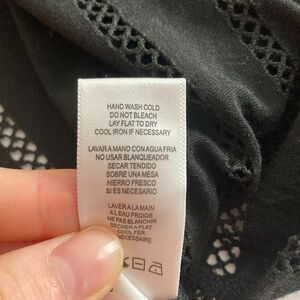 HAND WASH COLD
DO NOT BLEACH
LAY FLAT TO DRY
COOL IRON IF NECESSARY
LAVAR A MANO CON AGUA FRIA
NO USAR BLANQUEADOR
SECAR TENDIDO
SOBRE UNA MESA
HIERRO FRESCO
SI ES NECESARIO
LAVER A LA MAIN
A L'EAU FROIDE
NE PAS BLANCHIR
SECHER A PLAT
COOL FER
NECESSAIRE